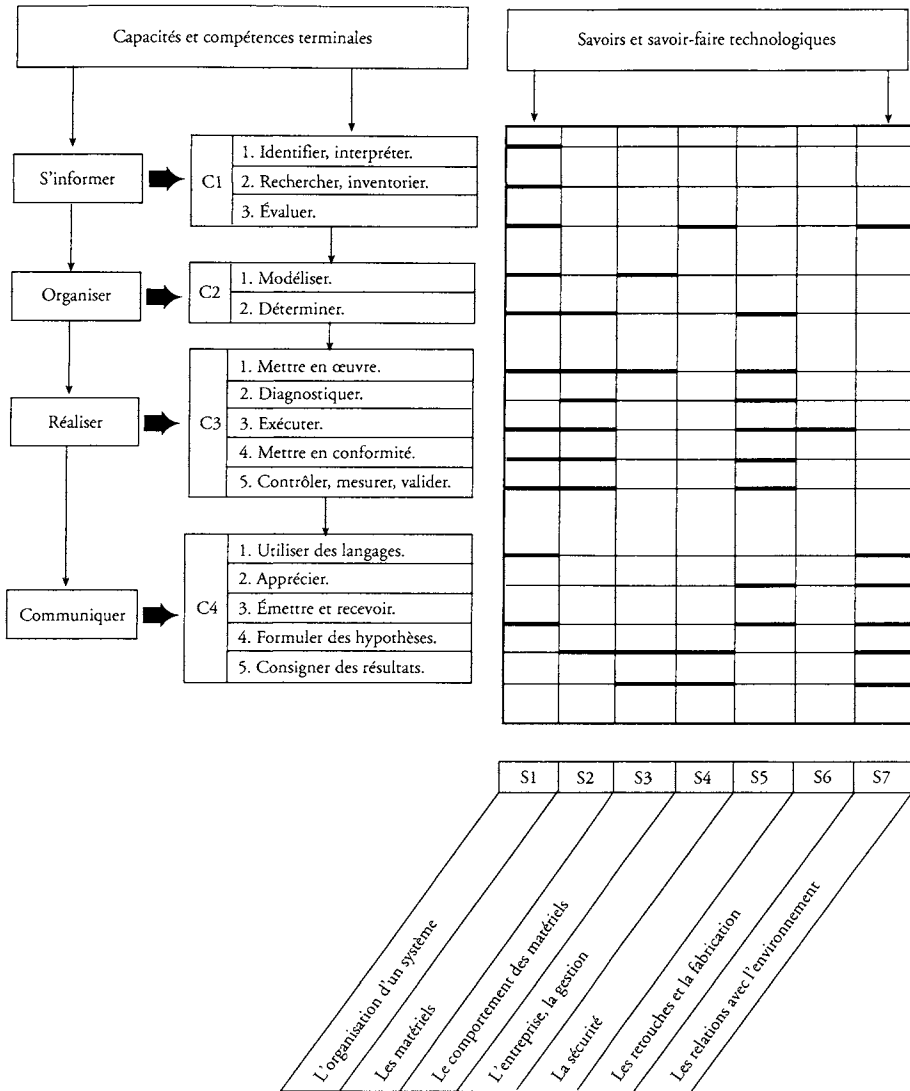 Capacités et compétences terminales
Savoirs et savoir-faire technologiques
S'informer
C1
1. Identifier, interpréter.
2. Rechercher, inventorier.
3. Évaluer.
Organiser
C2
1. Modéliser.
2. Déterminer.
Réaliser
C3
1. Mettre en œuvre.
2. Diagnostiquer.
3. Exécuter.
4. Mettre en conformité.
5. Contrôler, mesurer, valider.
Communiquer
C4
1. Utiliser des langages.
2. Apprécier.
3. Émettre et recevoir.
4. Formuler des hypothèses.
5. Consigner des résultats.
S1 S2 S3 S4 S5 S6 S7
L'organisation d'un système
Les matériels
Le comportement des matériels
L'entreprise, la gestion
La sécurité
Les retouches et la fabrication
Les relations avec l'environnement